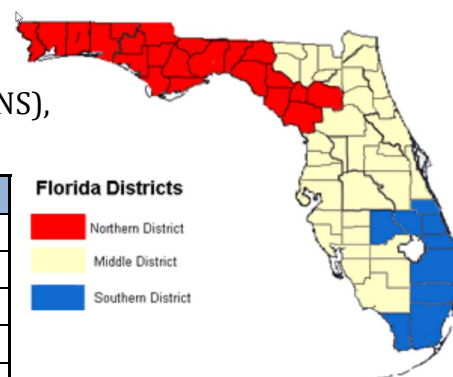 NS),
Florida Districts
Northern District
Middle District
Southern District